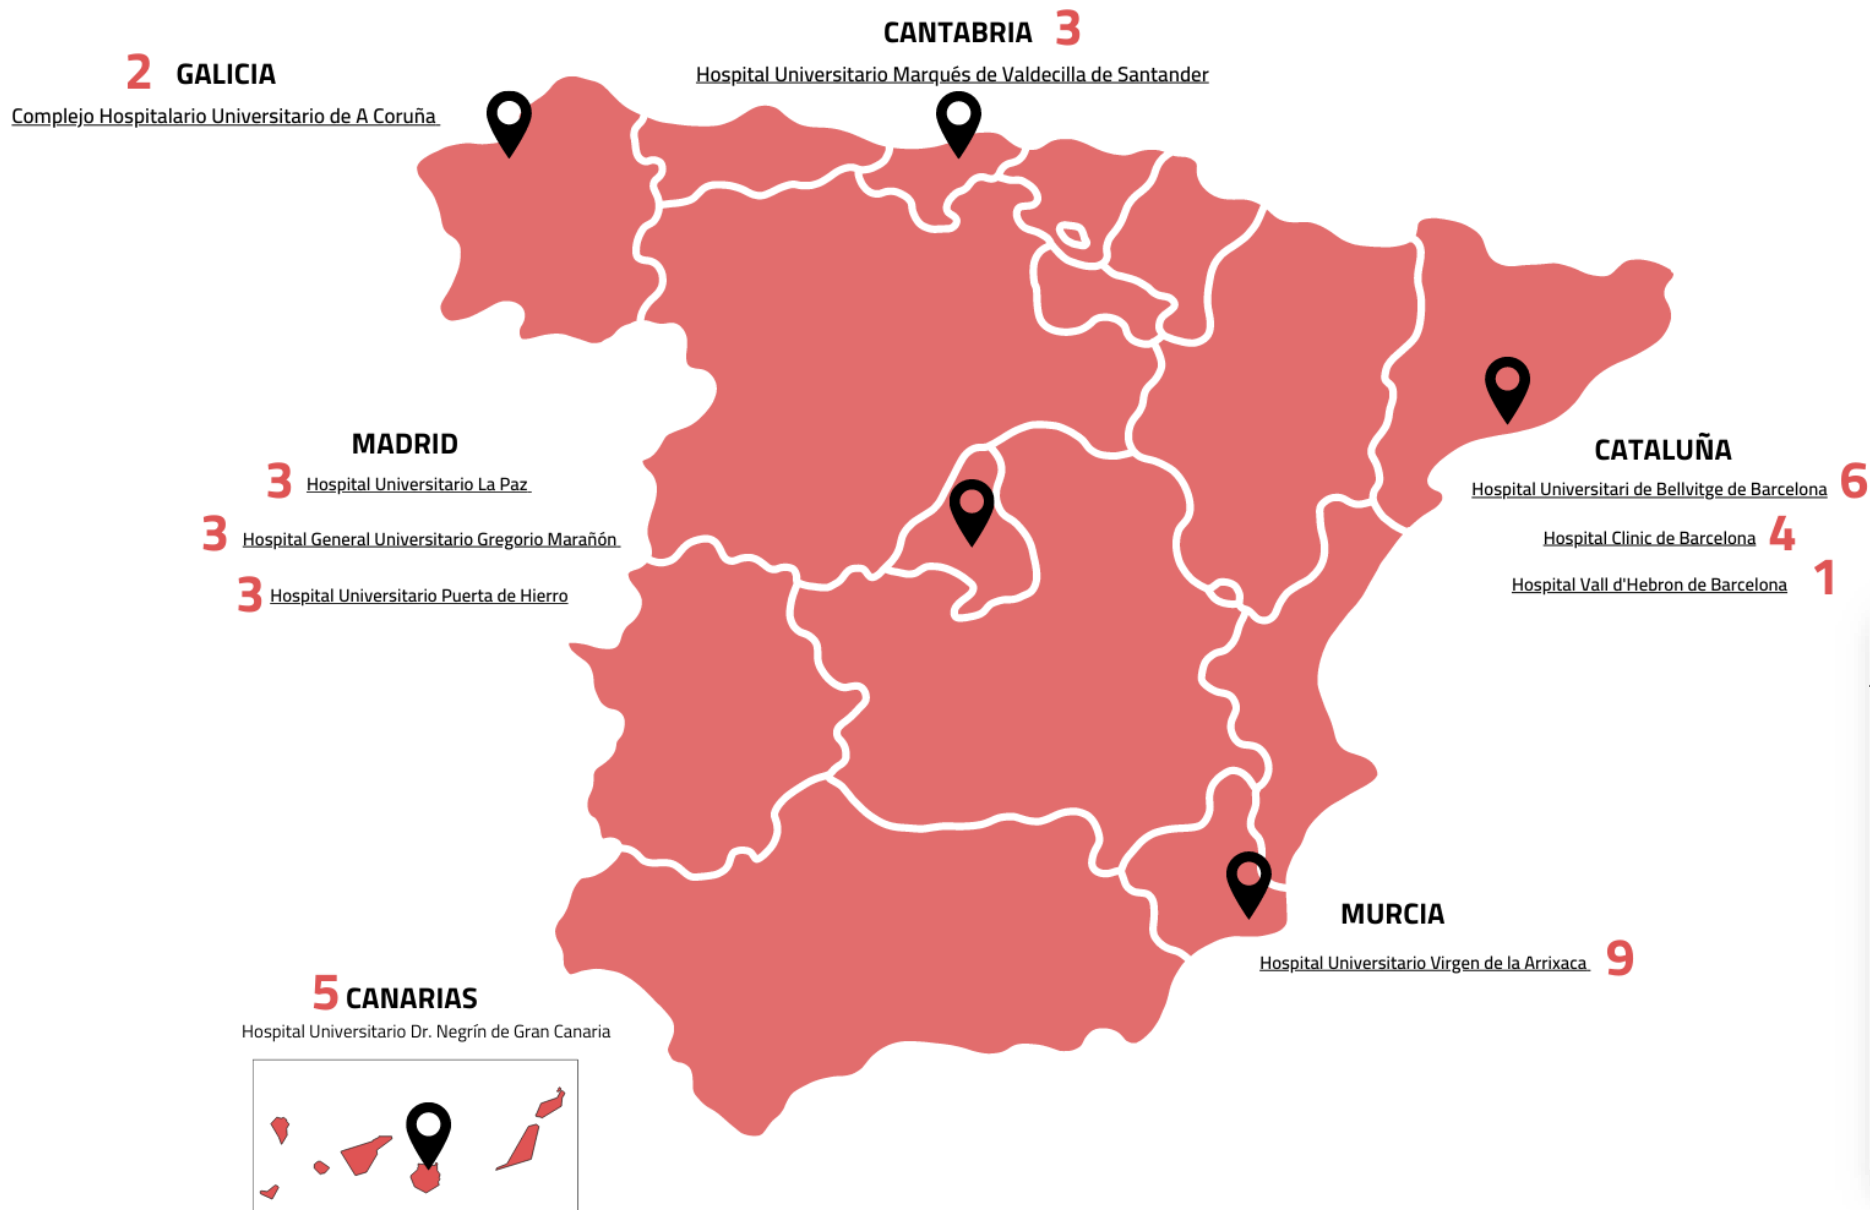 CANTABRIA 3
Hospital Universitario Marqués de Valdecilla de Santander
2 GALICIA
Complejo Hospitalario Universitario de A Coruña
MADRID
3 Hospital Universitario La Paz
3 Hospital General Universitario Gregorio Marañón
3 Hospital Universitario Puerta de Hierro
CATALUÑA
Hospital Universitari de Bellvitge de Barcelona 6
Hospital Clinic de Barcelona 4
Hospital Vall d'Hebron de Barcelona 1
MURCIA
Hospital Universitario Virgen de la Arrixaca 9
5 CANARIAS
Hospital Universitario Dr. Negrín de Gran Canaria